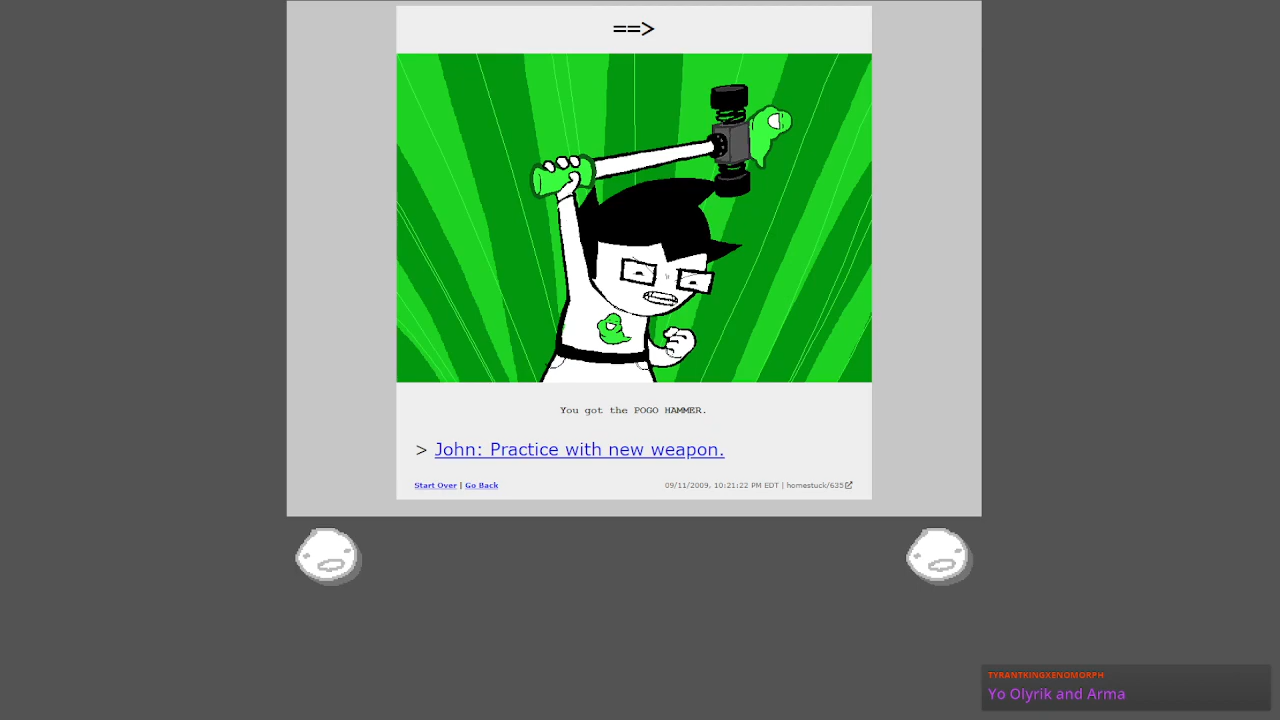 ==>
You got the POGO HAMMER.
> John: Practice with new weapon.
Start Over | Go Back
09/11/2009, 10:21:22 PM EDT | homestuck/635
TYRANTKINGXENOMORPH
Yo Olyrik and Arma